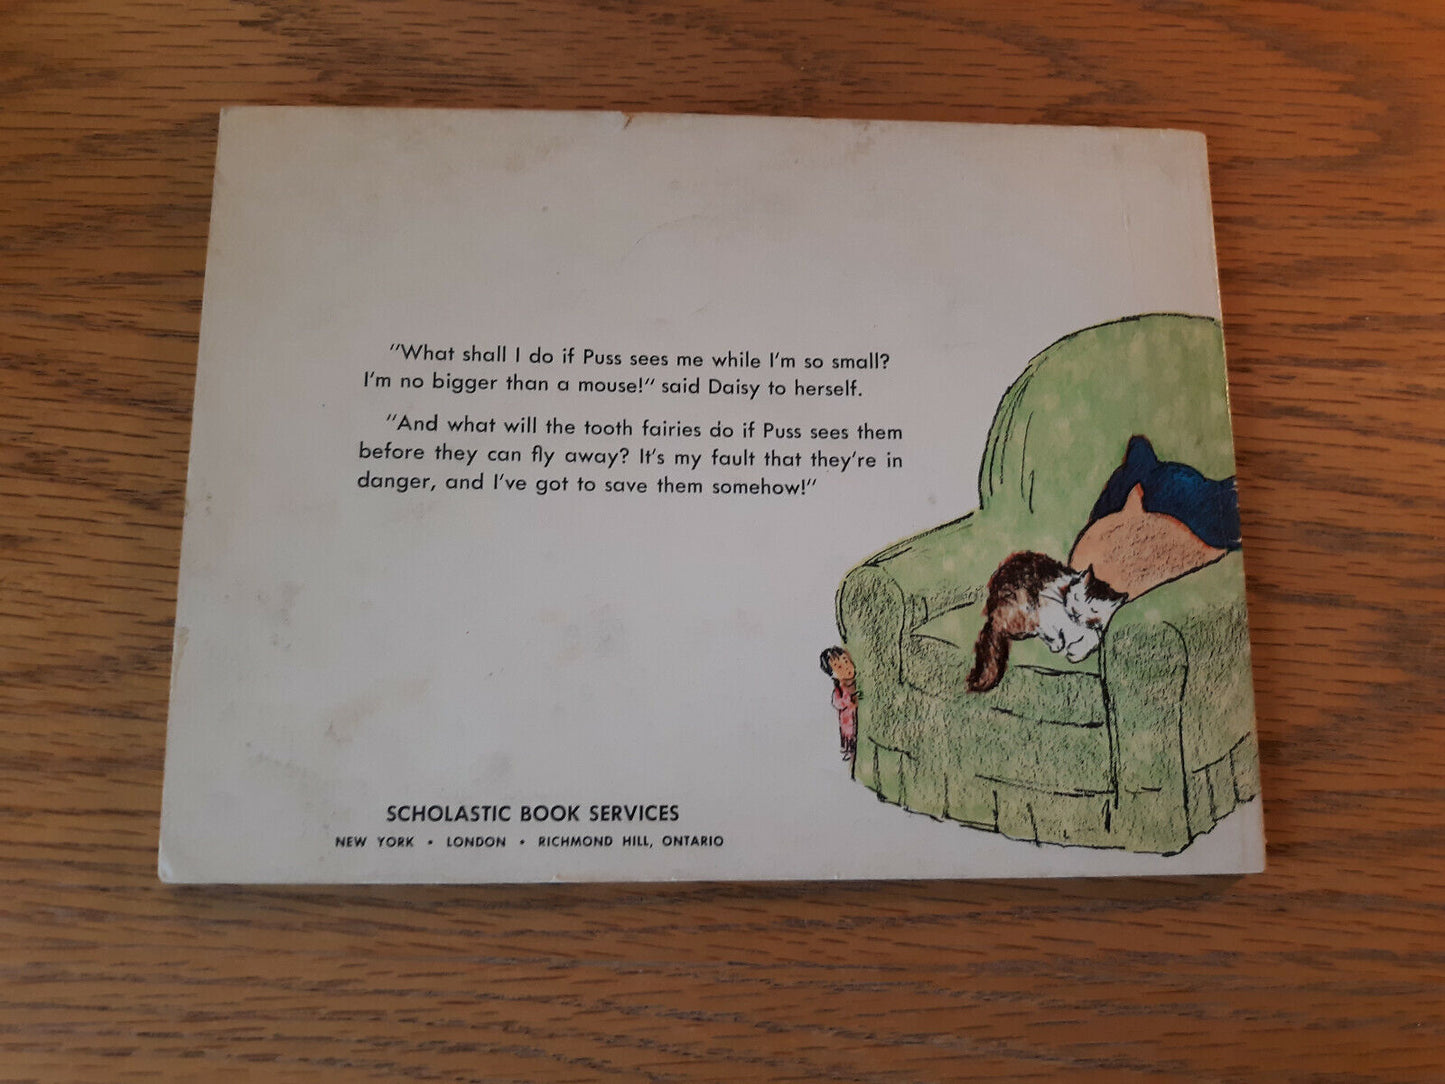 "What shall I do if Puss sees me while I'm so small?
I'm no bigger than a mouse!" said Daisy to herself.
"And what will the tooth fairies do if Puss sees them
before they can fly away? It's my fault that they're in
danger, and I've got to save them somehow!"
SCHOLASTIC BOOK SERVICES
NEW YORK • LONDON • RICHMOND HILL, ONTARIO